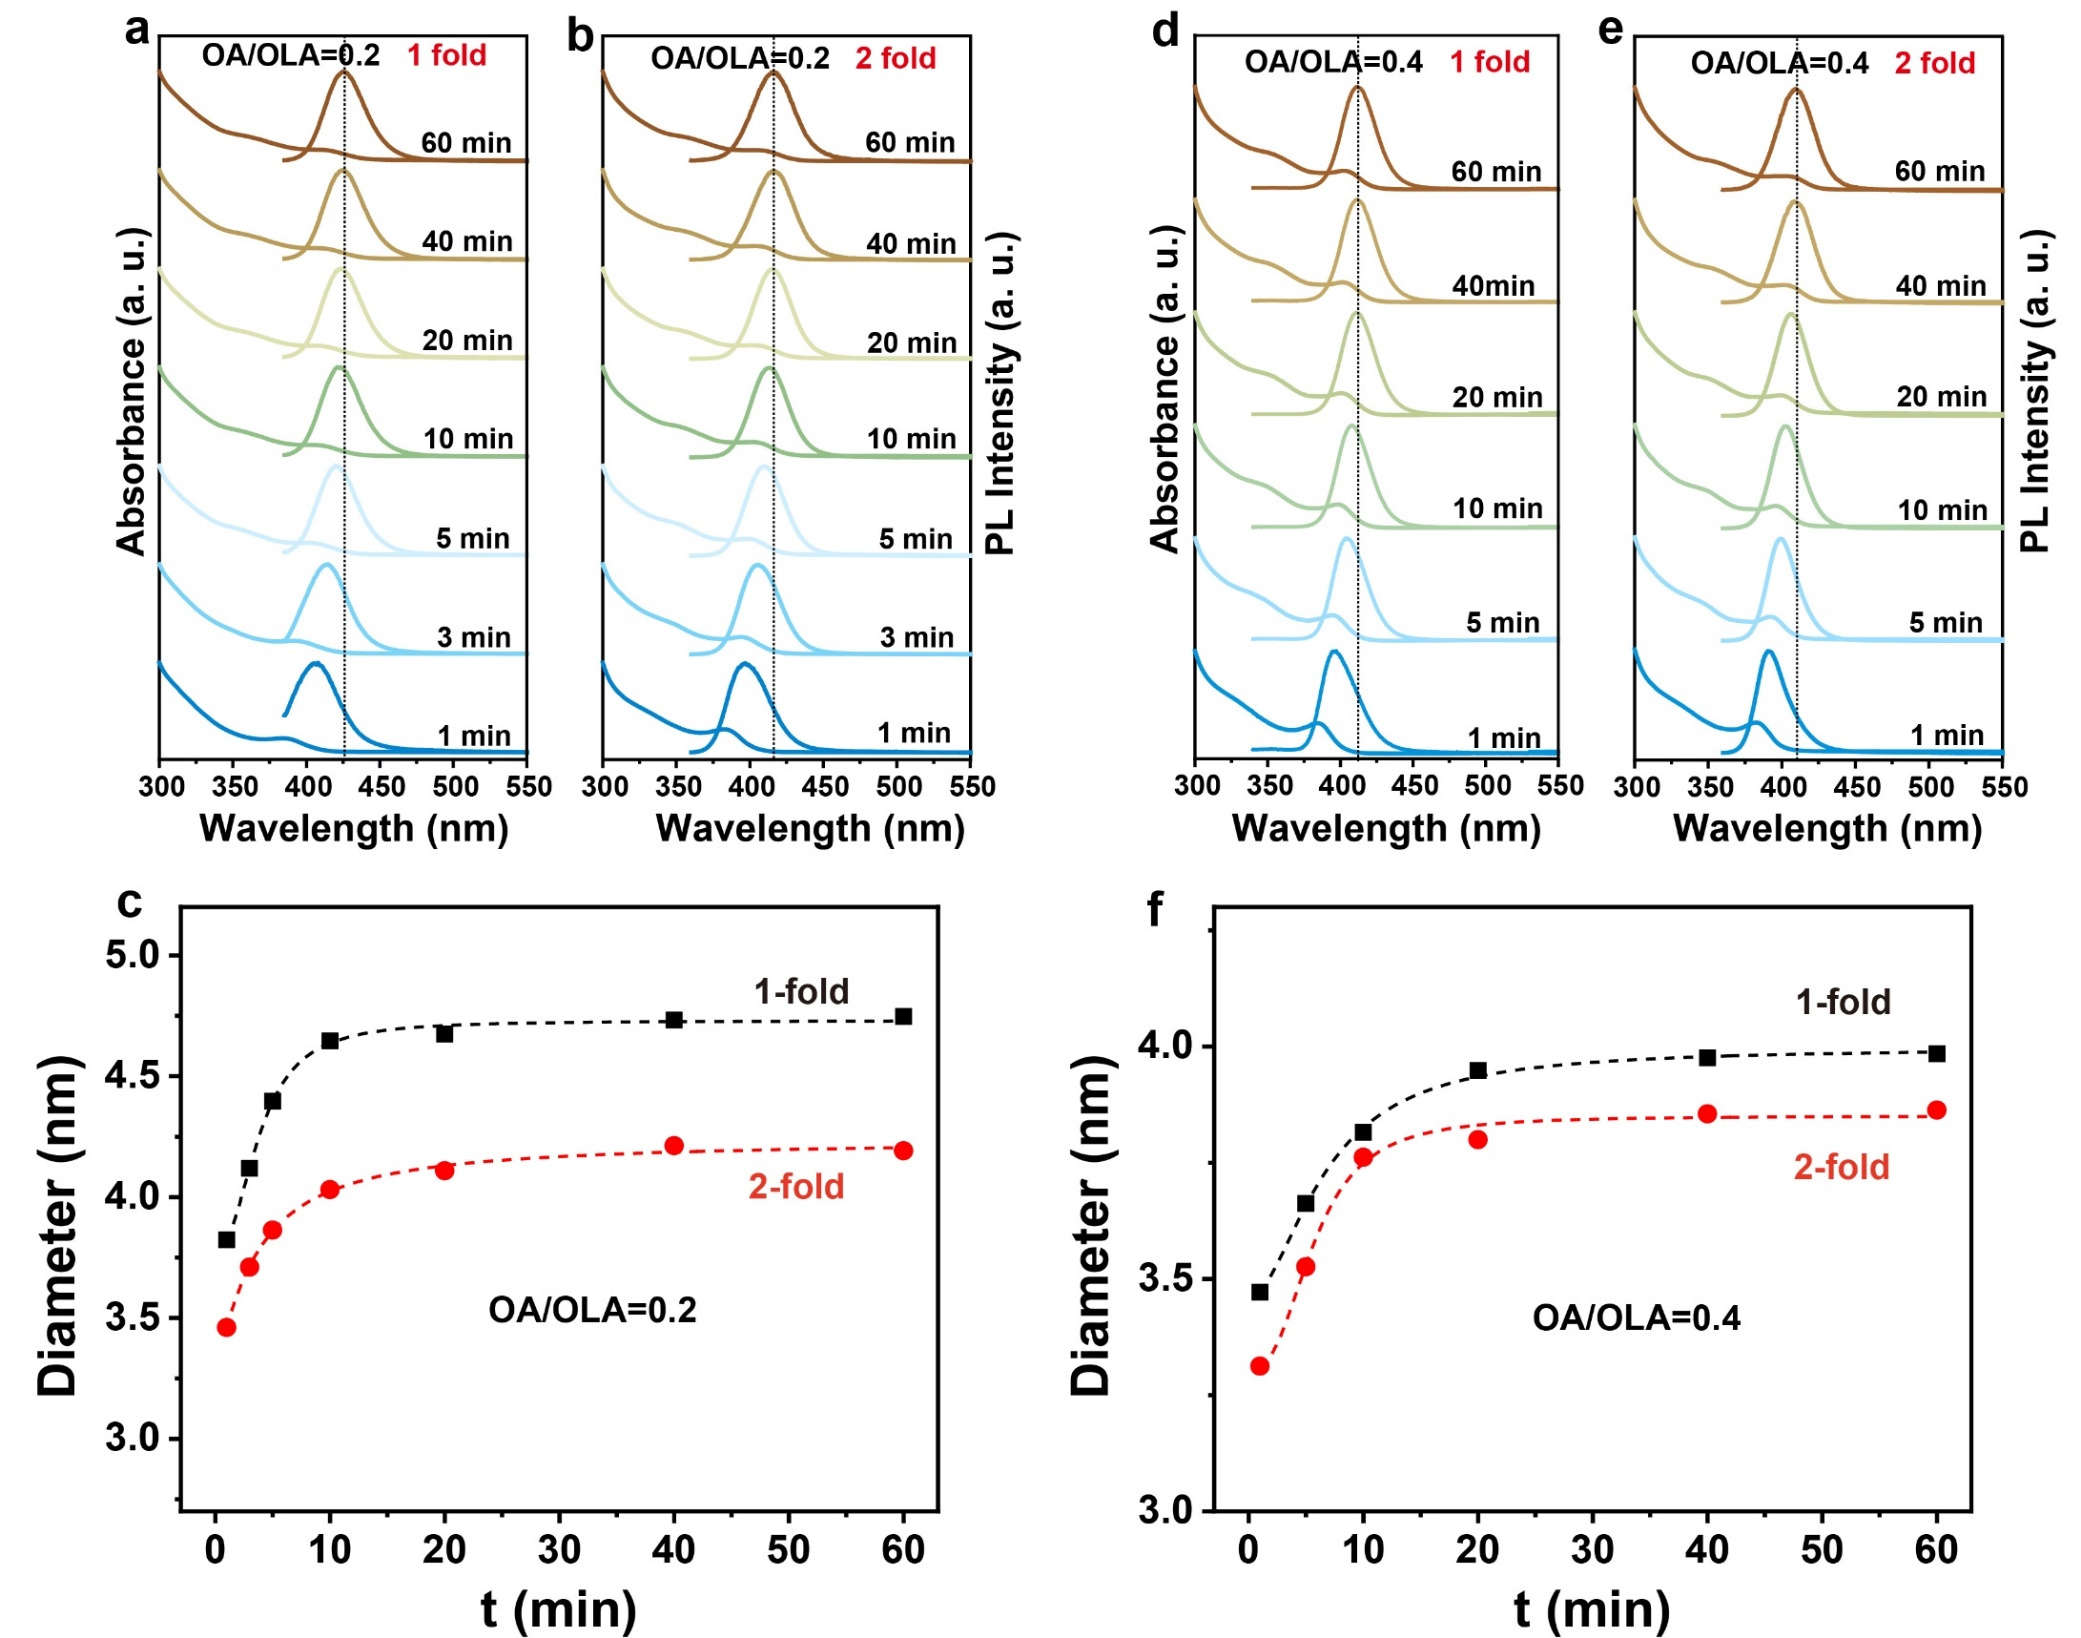 a
OA/OLA=0.2 1 fold
60 min
40 min
20 min
10 min
5 min
3 min
1 min
300 350 400 450 500 550
Wavelength (nm)
Absorbance (a. u.)
b
OA/OLA=0.2 2 fold
60 min
40 min
20 min
10 min
5 min
3 min
1 min
300 350 400 450 500 550
Wavelength (nm)
PL Intensity (a. u.)
d
OA/OLA=0.4 1 fold
60 min
40min
20 min
10 min
5 min
1 min
300 350 400 450 500 550
Wavelength (nm)
Absorbance (a. u.)
e
OA/OLA=0.4 2 fold
60 min
40 min
20 min
10 min
5 min
1 min
300 350 400 450 500 550
Wavelength (nm)
PL Intensity (a. u.)
c
5.0
4.5
4.0
3.5
3.0
Diameter (nm)
1-fold
2-fold
OA/OLA=0.2
0 10 20 30 40 50 60
t (min)
f
4.0
3.5
3.0
Diameter (nm)
1-fold
2-fold
OA/OLA=0.4
0 10 20 30 40 50 60
t (min)